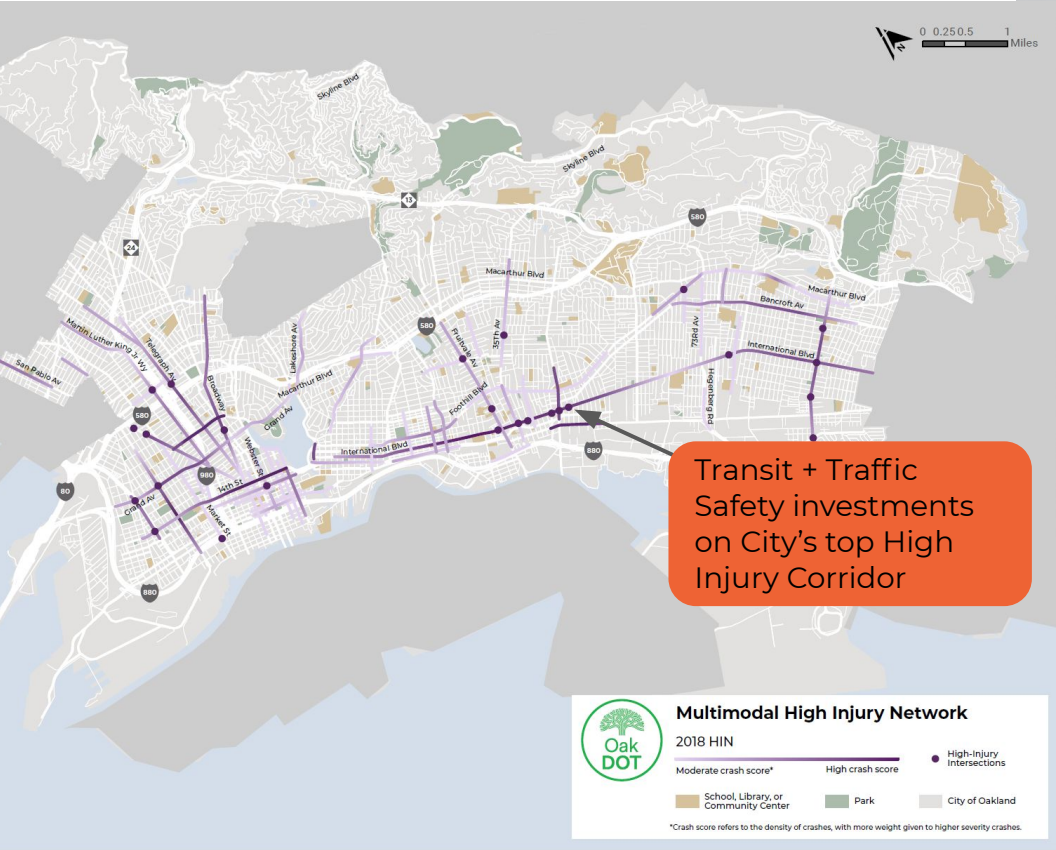 0 0.25 0.5 1
Miles
N
Skyline Blvd
Skyline Blvd
13
580
24
Macarthur Blvd
Macarthur Blvd
Bancroft Av
580
Martin Luther King Jr Wy
Telegraph Av
Lakeshore Av
Fruitvale Av
35Th Av
73Rd Av
International Blvd
San Pablo Av
Broadway
Macarthur Blvd
Hegenberg Rd
580
Grand Av
Foothill Blvd
Webster St
International Blvd
880
980
14th St
80
Grand Av
Market St
880
Transit + Traffic
Safety investments
on City's top High
Injury Corridor
Oak
DOT
Multimodal High Injury Network
2018 HIN
Moderate crash score*
High crash score
High-Injury
Intersections
School, Library, or
Community Center
Park
City of Oakland
*Crash score refers to the density of crashes, with more weight given to higher severity crashes.